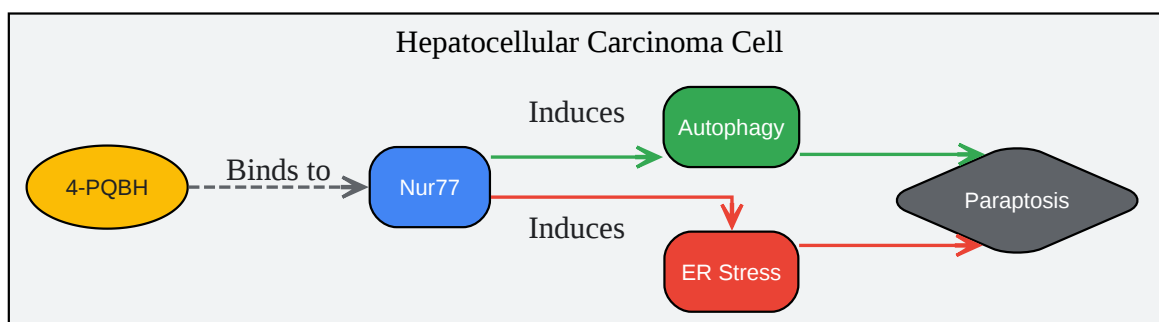 Hepatocellular Carcinoma Cell
Induces
Autophagy
4-PQBH
Binds to
Nur77
Paraptosis
Induces
ER Stress